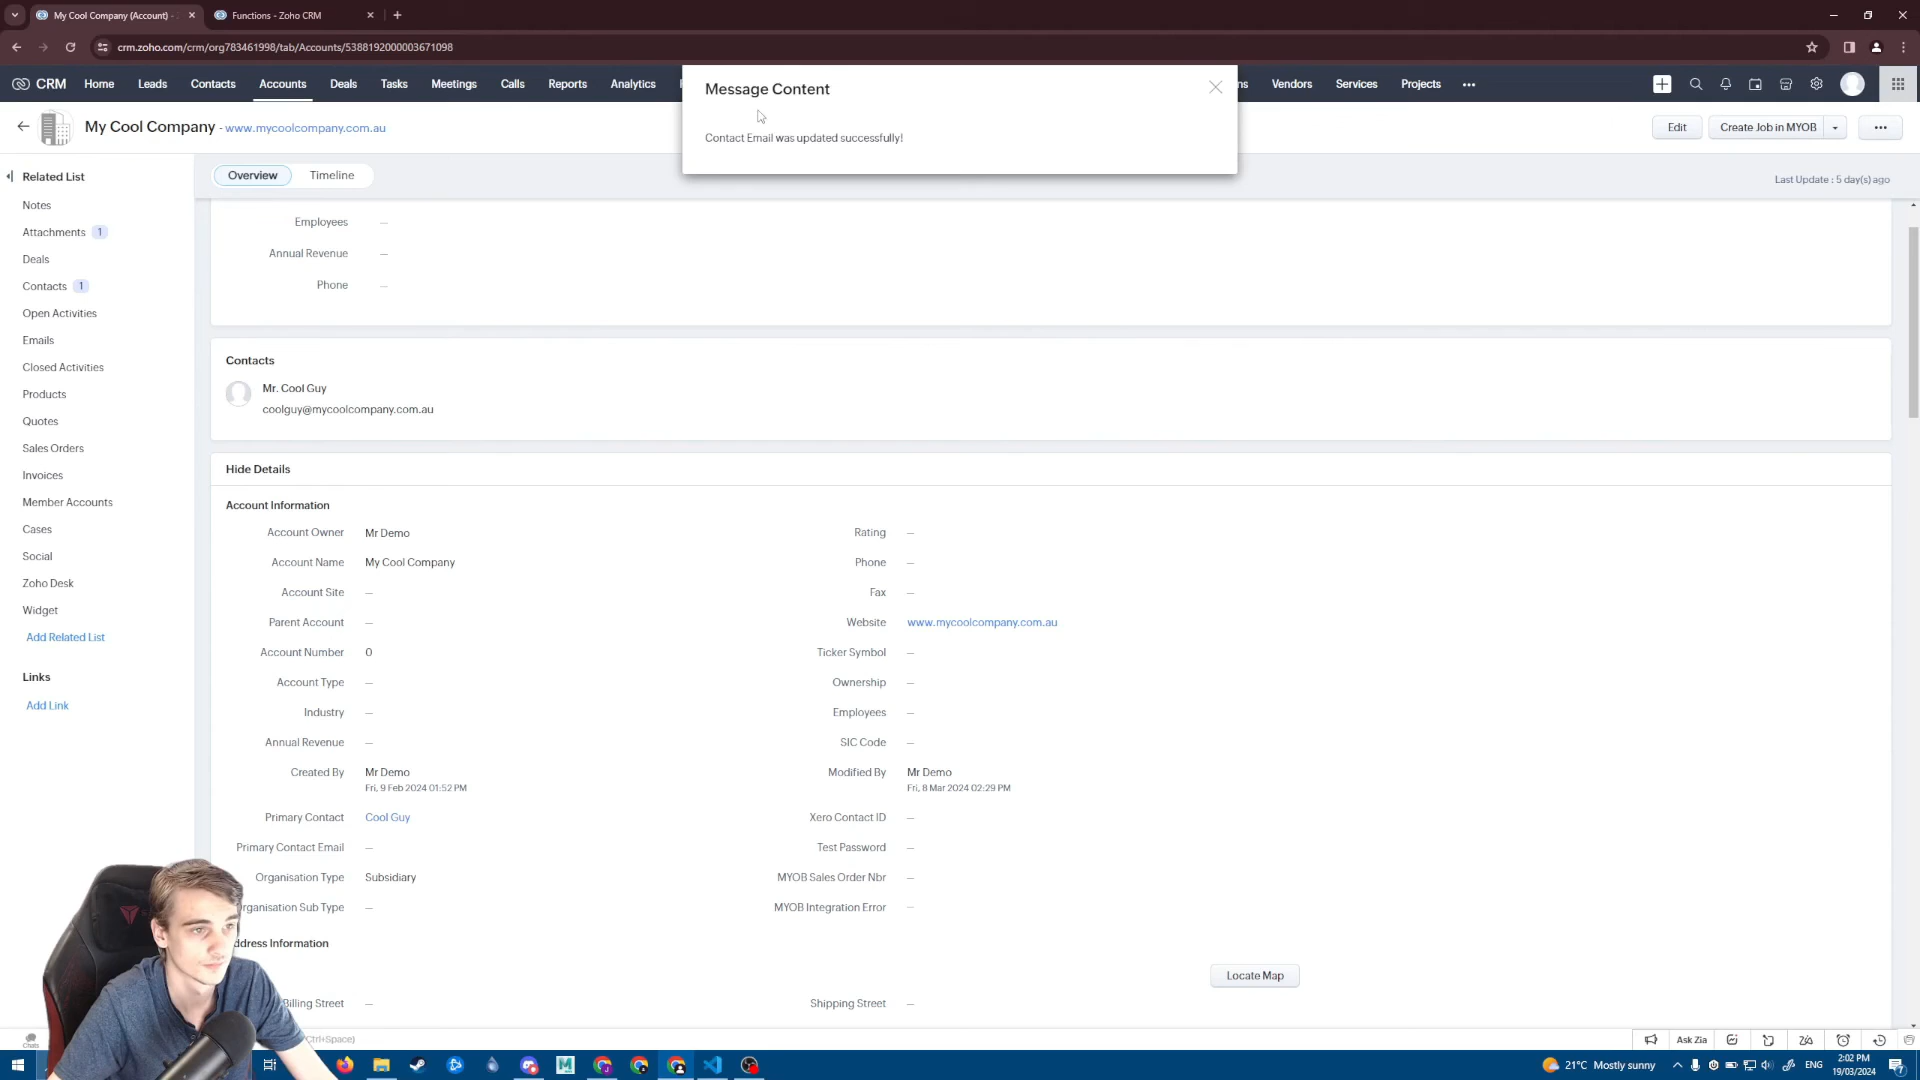 My Cool Company (Account) -
Functions - Zoho CRM
crm.zoho.com/crm/org783461998/tab/Accounts/5388192000003671098
CRM
Home
Leads
Contacts
Accounts
Deals
Tasks
Meetings
Calls
Reports
Analytics
Vendors
Services
Projects
Message Content
Contact Email was updated successfully!
My Cool Company - www.mycoolcompany.com.au
Edit
Create Job in MYOB
Related List
Overview
Timeline
Last Update : 5 day(s) ago
Notes
Attachments 1
Deals
Contacts 1
Open Activities
Emails
Closed Activities
Products
Quotes
Sales Orders
Invoices
Member Accounts
Cases
Social
Zoho Desk
Widget
Add Related List
Links
Add Link
Employees —
Annual Revenue —
Phone —
Contacts
Mr. Cool Guy
coolguy@mycoolcompany.com.au
Hide Details
Account Information
Account Owner Mr Demo
Rating —
Account Name My Cool Company
Phone —
Account Site —
Fax —
Parent Account —
Website www.mycoolcompany.com.au
Account Number 0
Ticker Symbol —
Account Type —
Ownership —
Industry —
Employees —
Annual Revenue —
SIC Code —
Created By Mr Demo
Fri, 9 Feb 2024 01:52 PM
Modified By Mr Demo
Fri, 8 Mar 2024 02:29 PM
Primary Contact Cool Guy
Xero Contact ID —
Primary Contact Email —
Test Password —
Organisation Type Subsidiary
MYOB Sales Order Nbr —
rganisation Sub Type —
MYOB Integration Error —
ddress Information
Locate Map
Billing Street —
Shipping Street —
Chats
Ctrl+Space)
Ask Zia
21°C Mostly sunny
ENG
2:02 PM
19/03/2024